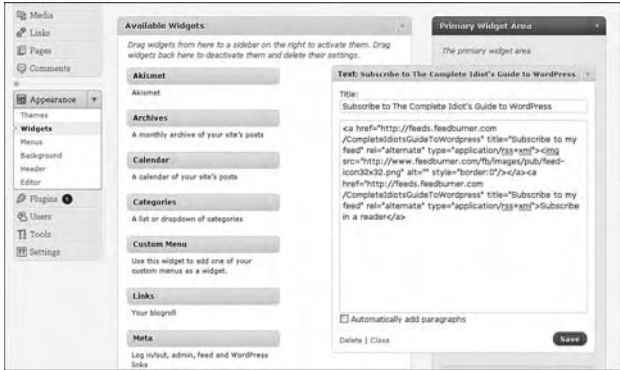 Media
Links
Pages
Comments
Appearance
Themes
Widgets
Menus
Background
Header
Editor
Plugins 1
Users
Tools
Settings
Available Widgets
Drag widgets from here to a sidebar on the right to activate them. Drag
widgets back here to deactivate them and delete their settings.
Akismet
Akismet
Archives
A monthly archive of your site's posts
Calendar
A calendar of your site's posts
Categories
A list or dropdown of categories
Custom Menu
Use this widget to add one of your
custom menus as a widget.
Links
Your blogroll
Meta
Log in/out, admin, feed and WordPress
links
Primary Widget Area
The primary widget area
Text: Subscribe to The Complete Idiot's Guide to WordPress
Title:
Subscribe to The Complete Idiot's Guide to WordPress
<a href="http://feeds.feedburner.com
/CompleteIdiotsGuideToWordpress" title="Subscribe to my
feed" rel="alternate" type="application/rss+xml"><img
src="http://www.feedburner.com/fb/images/pub/feed-
icon32x32.png" alt="" style="border:0"/></a><a
href="http://feeds.feedburner.com
/CompleteIdiotsGuideToWordpress" title="Subscribe to my
feed" rel="alternate" type="application/rss+xml">Subscribe
in a reader</a>
Automatically add paragraphs
Delete | Close
Save